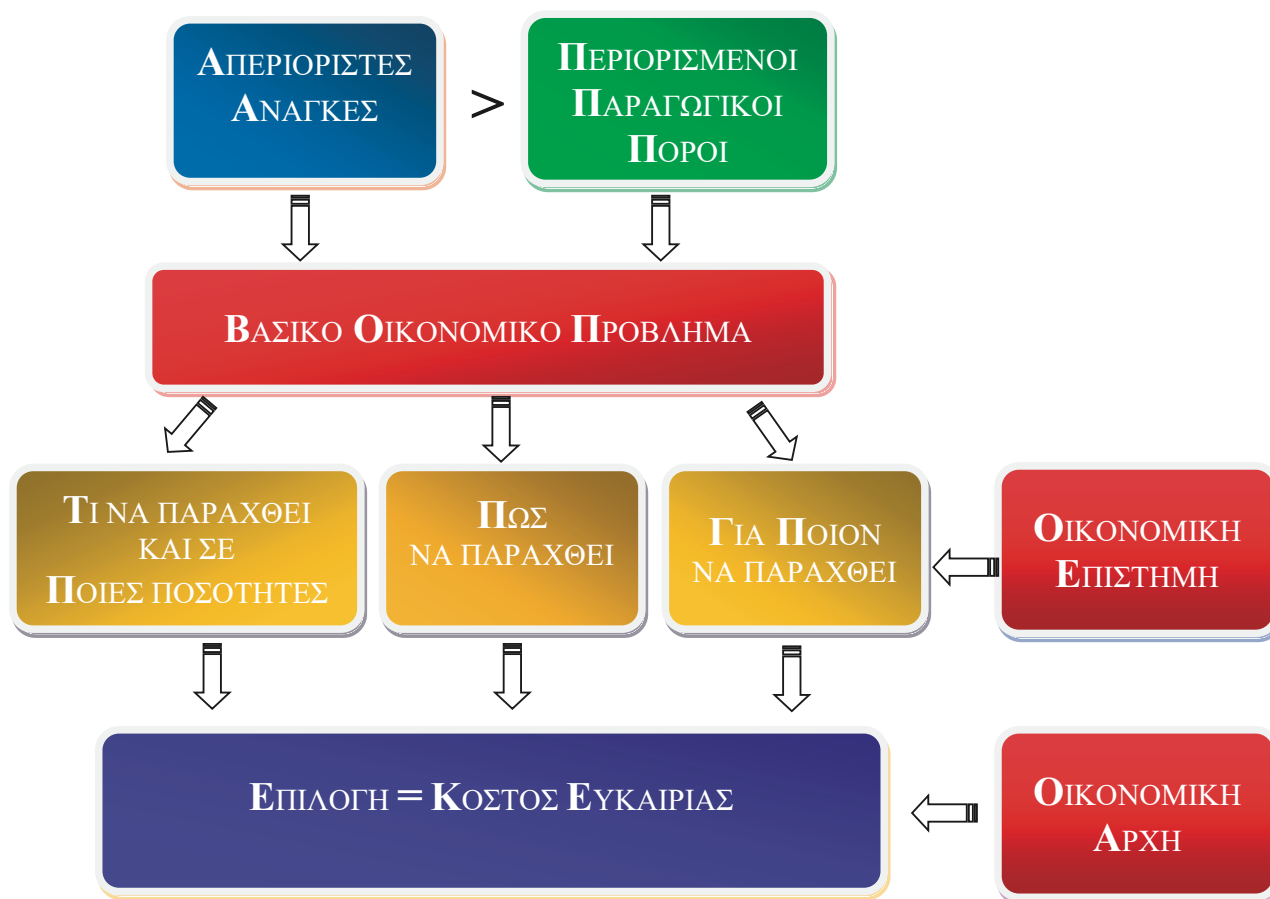 ΑΠΕΡΙΟΡΙΣΤΕΣ
ΑΝΑΓΚΕΣ
>
ΠΕΡΙΟΡΙΣΜΕΝΟΙ
ΠΑΡΑΓΩΓΙΚΟΙ
ΠΟΡΟΙ
ΒΑΣΙΚΟ ΟΙΚΟΝΟΜΙΚΟ ΠΡΟΒΛΗΜΑ
ΤΙ ΝΑ ΠΑΡΑΧΘΕΙ
ΚΑΙ ΣΕ
ΠΟΙΕΣ ΠΟΣΟΤΗΤΕΣ
ΠΩΣ
ΝΑ ΠΑΡΑΧΘΕΙ
ΓΙΑ ΠΟΙΟΝ
ΝΑ ΠΑΡΑΧΘΕΙ
ΟΙΚΟΝΟΜΙΚΗ
ΕΠΙΣΤΗΜΗ
ΕΠΙΛΟΓΗ = ΚΟΣΤΟΣ ΕΥΚΑΙΡΙΑΣ
ΟΙΚΟΝΟΜΙΚΗ
ΑΡΧΗ